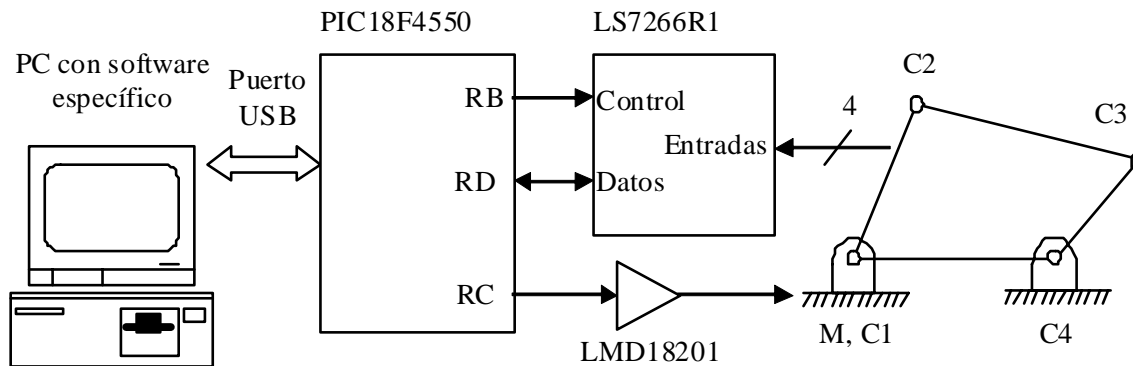 PIC18F4550
LS7266R1
PC con software
específico
Puerto
USB
RB
Control
4
C2
C3
Entradas
RD
Datos
RC
LMD18201
M, C1
C4